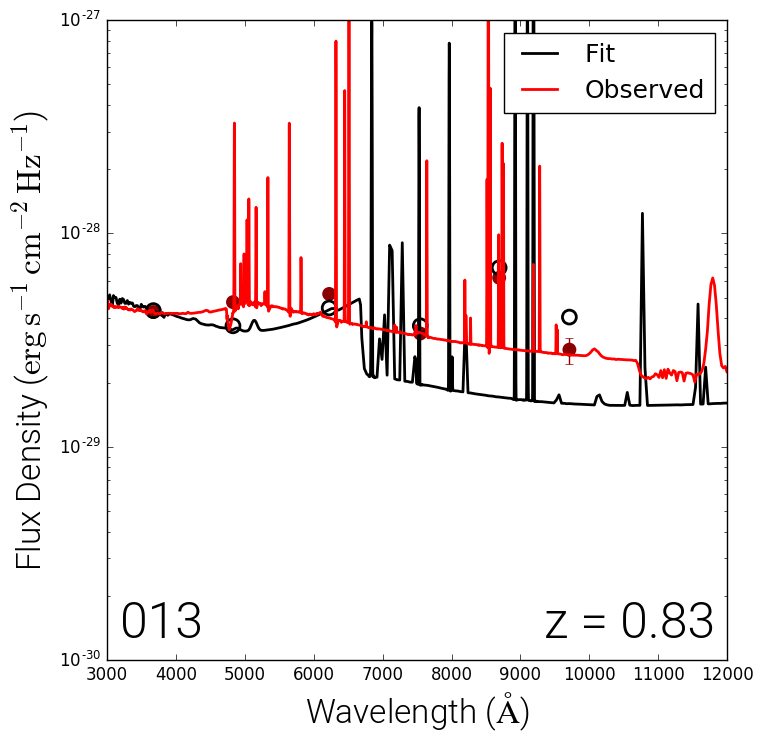 10^-27
10^-28
10^-29
10^-30
Flux Density (erg s^-1 cm^-2 Hz^-1)
Fit
Observed
013
z = 0.83
3000 4000 5000 6000 7000 8000 9000 10000 11000 12000
Wavelength (Å)